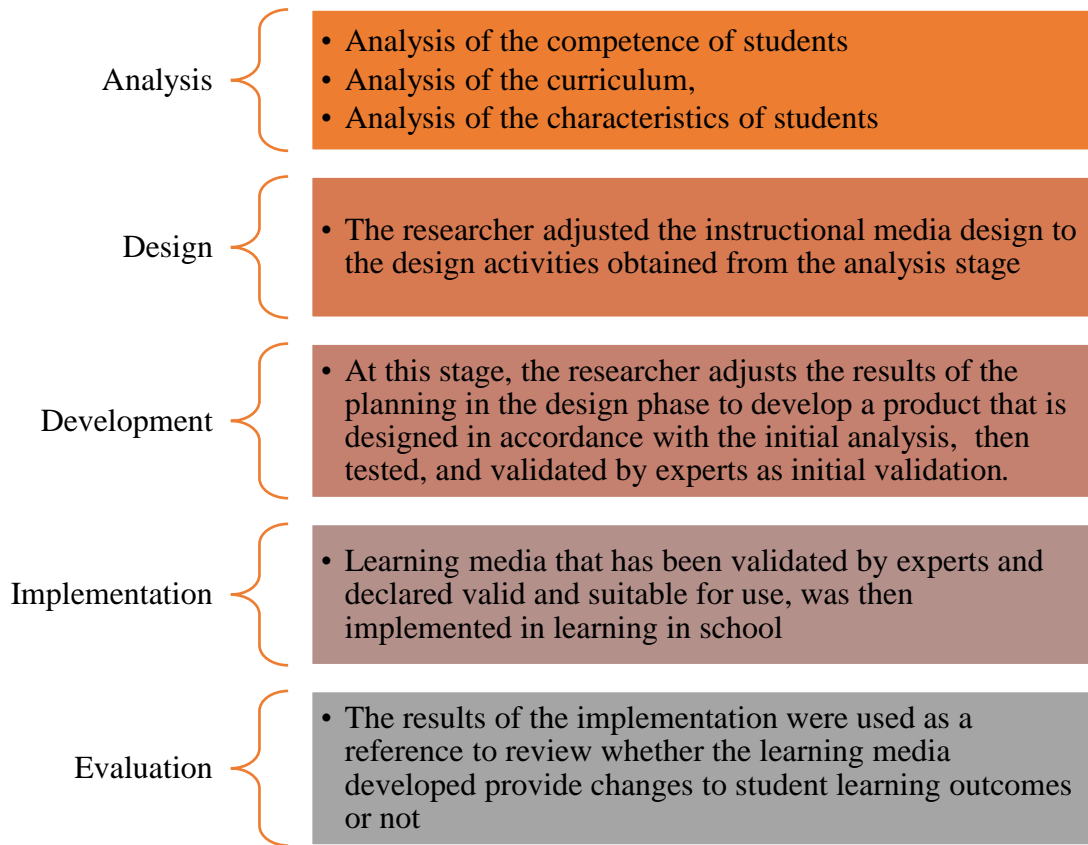 Analysis
• Analysis of the competence of students
• Analysis of the curriculum,
• Analysis of the characteristics of students
Design
• The researcher adjusted the instructional media design to
the design activities obtained from the analysis stage
Development
• At this stage, the researcher adjusts the results of the
planning in the design phase to develop a product that is
designed in accordance with the initial analysis,  then
tested, and validated by experts as initial validation.
Implementation
• Learning media that has been validated by experts and
declared valid and suitable for use, was then
implemented in learning in school
Evaluation
• The results of the implementation were used as a
reference to review whether the learning media
developed provide changes to student learning outcomes
or not